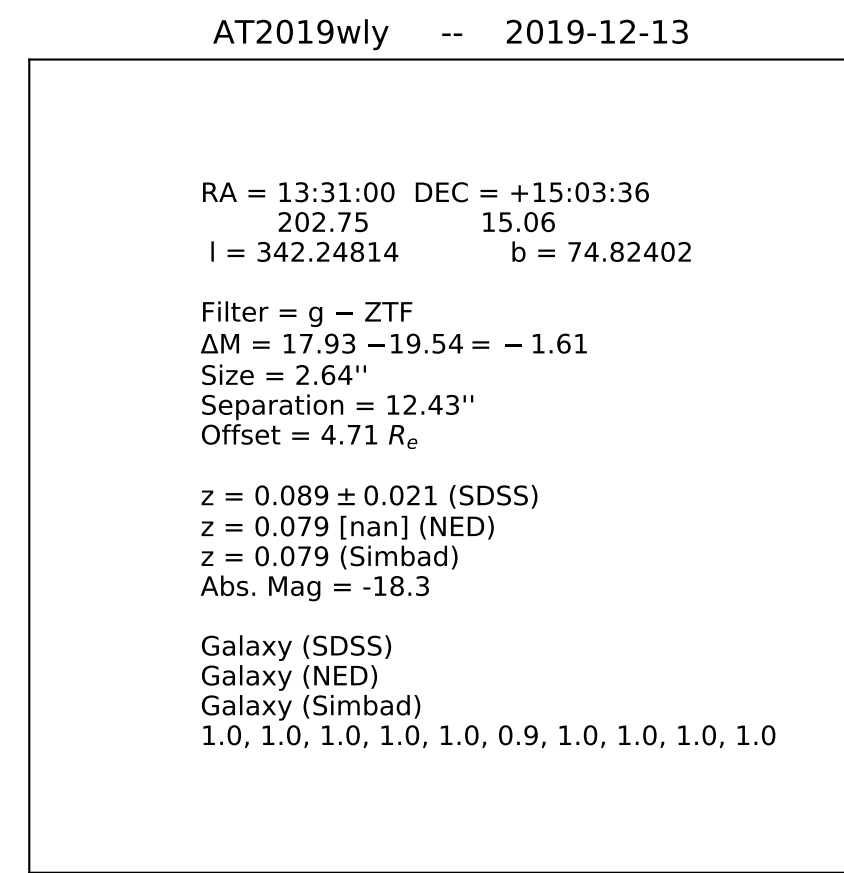 AT2019wly -- 2019-12-13
RA = 13:31:00 DEC = +15:03:36
202.75 15.06
l = 342.24814 b = 74.82402
Filter = g − ZTF
ΔM = 17.93 −19.54 = − 1.61
Size = 2.64''
Separation = 12.43''
Offset = 4.71 Rₑ
z = 0.089 ± 0.021 (SDSS)
z = 0.079 [nan] (NED)
z = 0.079 (Simbad)
Abs. Mag = -18.3
Galaxy (SDSS)
Galaxy (NED)
Galaxy (Simbad)
1.0, 1.0, 1.0, 1.0, 1.0, 0.9, 1.0, 1.0, 1.0, 1.0